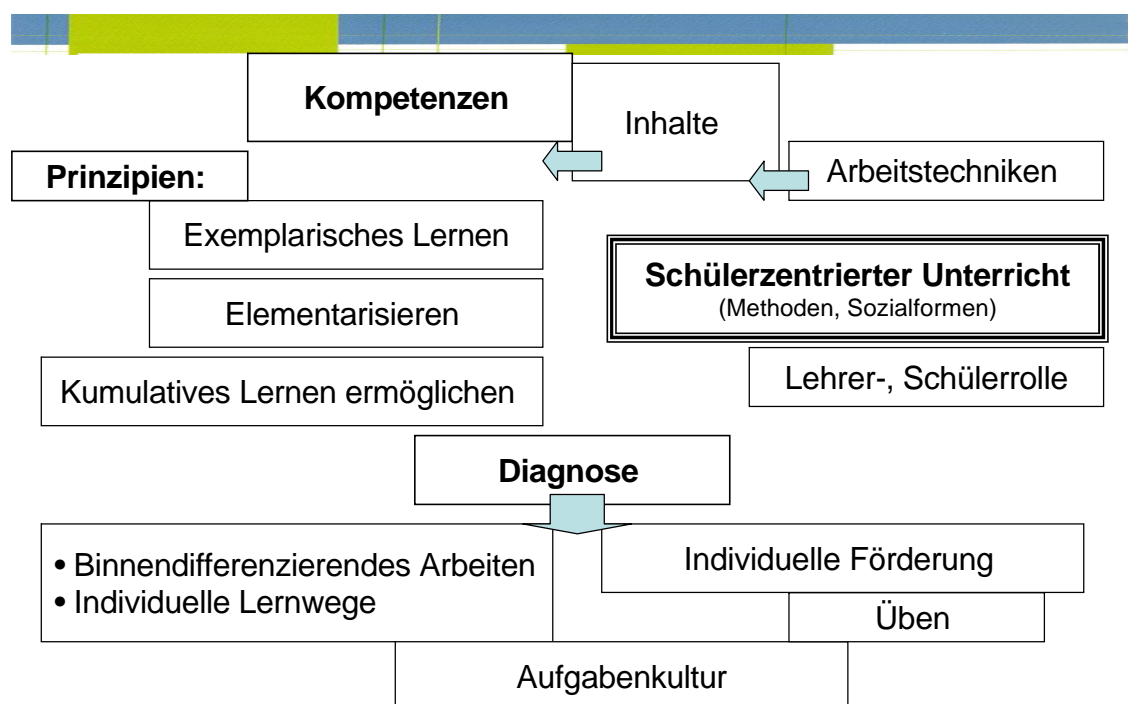 Kompetenzen
Inhalte
Arbeitstechniken
Prinzipien:
Exemplarisches Lernen
Elementarisieren
Kumulatives Lernen ermöglichen
Schülerzentrierter Unterricht
(Methoden, Sozialformen)
Lehrer-, Schülerrolle
Diagnose
• Binnendifferenzierendes Arbeiten
• Individuelle Lernwege
Individuelle Förderung
Üben
Aufgabenkultur